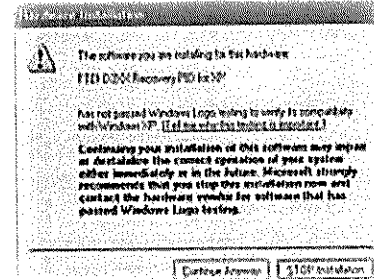 Hardware Installation
The software you are installing for this hardware:
FTDI D2XX Recovery PID for XP
has not passed Windows Logo testing to verify its compatibility
with Windows XP. (Tell me why this testing is important.)
Continuing your installation of this software may impair
or destabilize the correct operation of your system
either immediately or in the future. Microsoft strongly
recommends that you stop this installation now and
contact the hardware vendor for software that has
passed Windows Logo testing.
Continue Anyway
STOP Installation